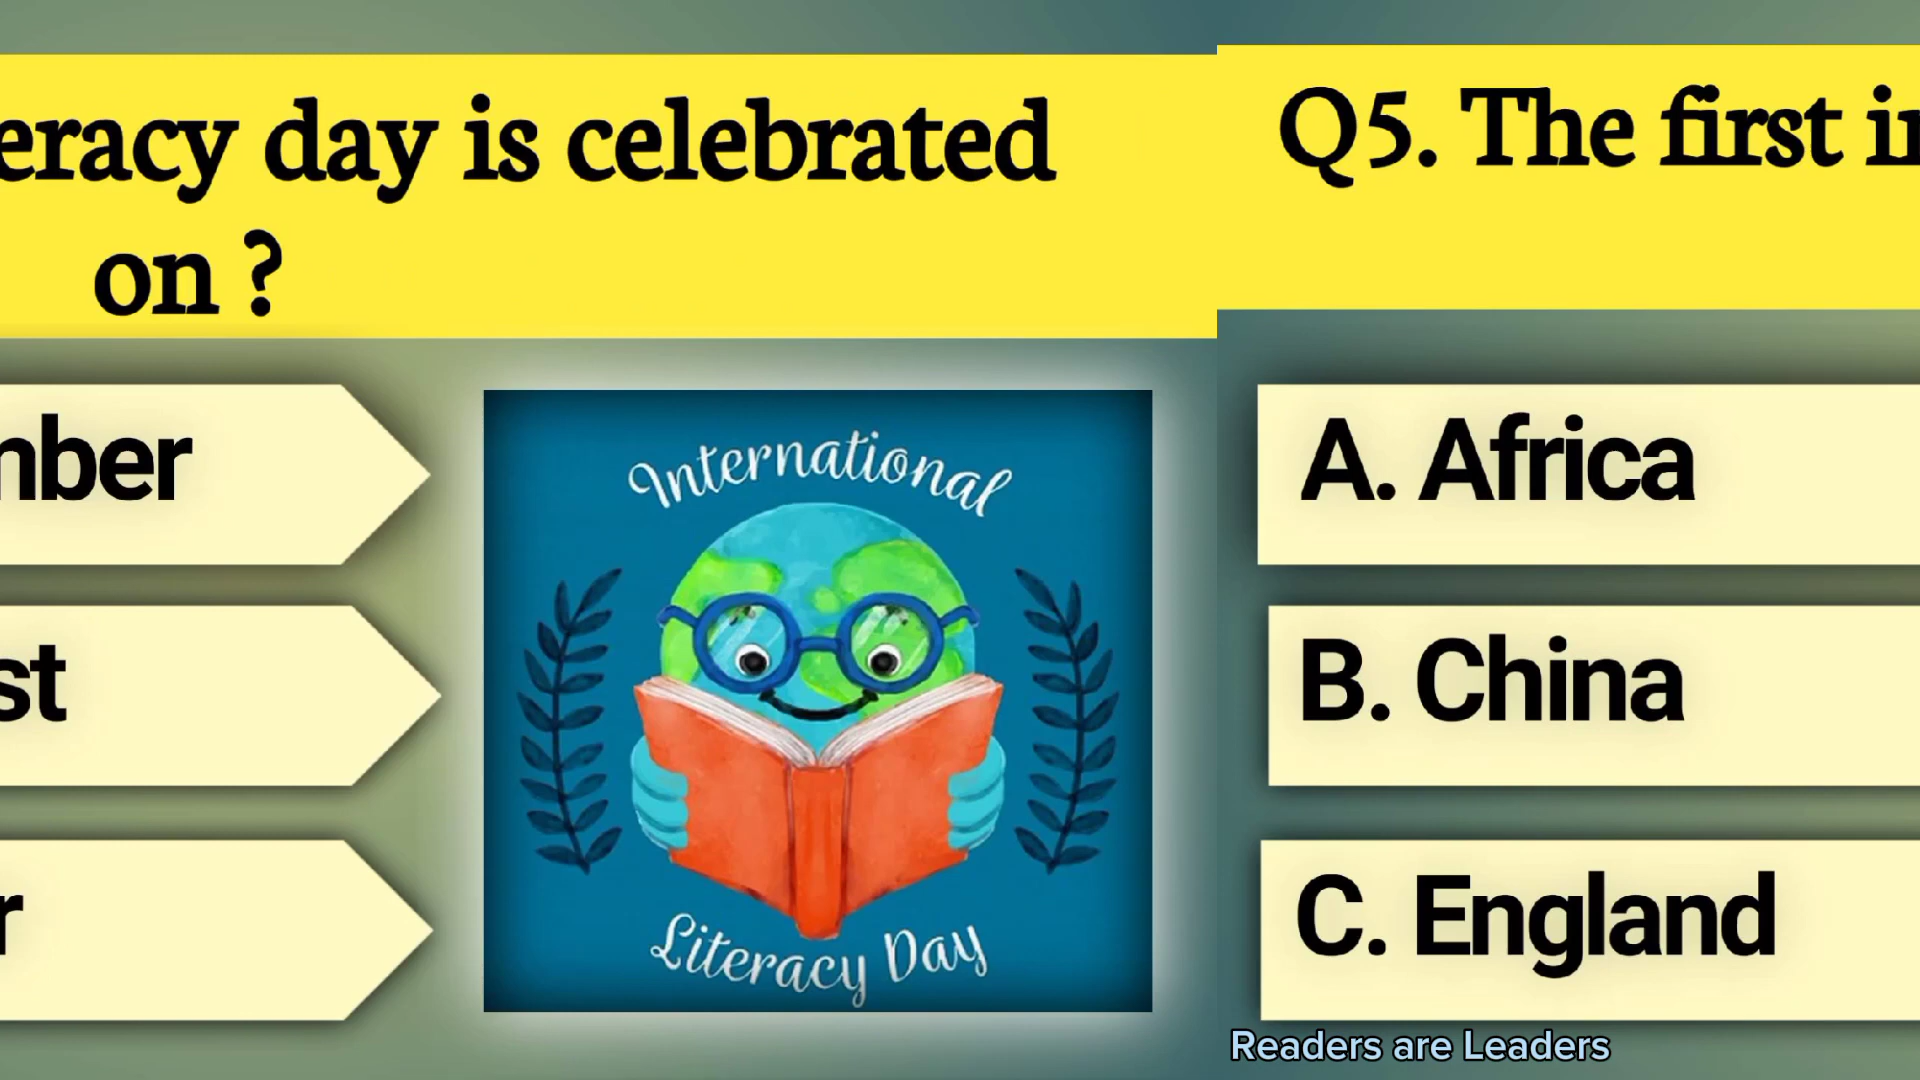 eracy day is celebrated
on ?
mber
st
r
International
Literacy Day
Q5. The first in
A. Africa
B. China
C. England
Readers are Leaders